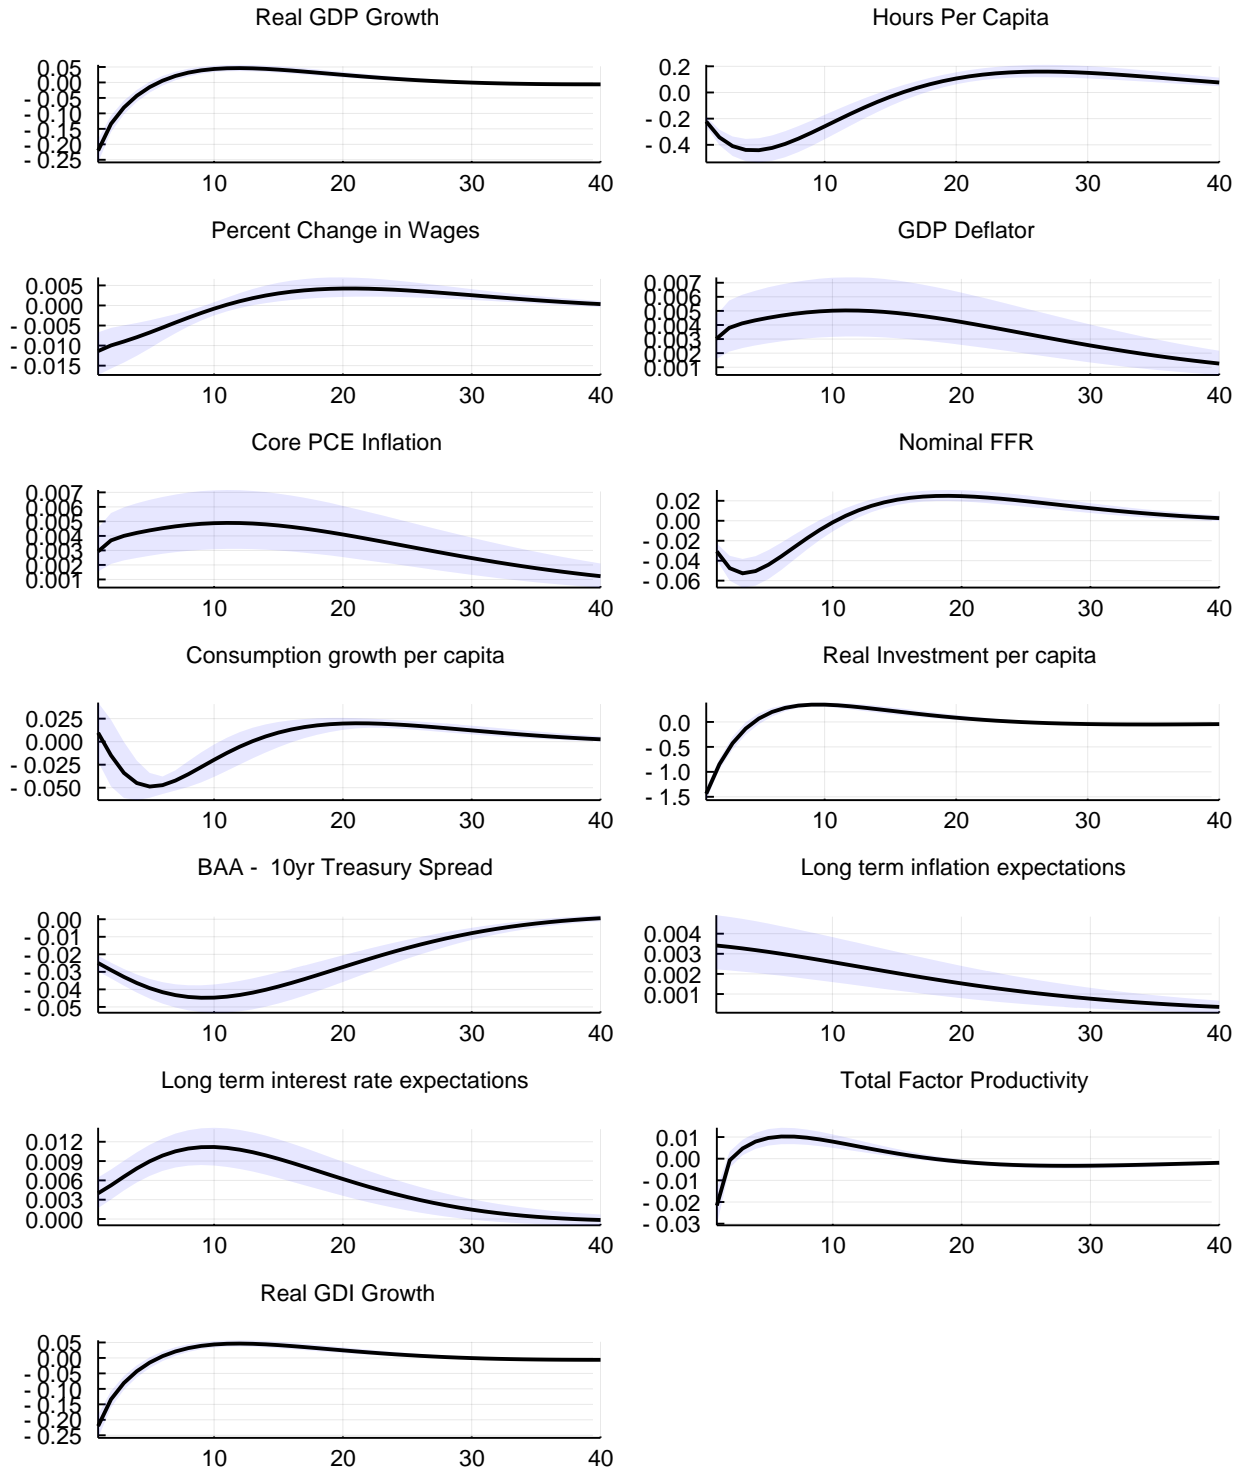 Real GDP Growth
0.05
0.00
- 0.05
- 0.10
- 0.15
- 0.20
- 0.25
10 20 30 40
Hours Per Capita
0.2
0.0
- 0.2
- 0.4
10 20 30 40
Percent Change in Wages
0.005
0.000
- 0.005
- 0.010
- 0.015
10 20 30 40
GDP Deflator
0.007
0.006
0.005
0.004
0.003
0.002
0.001
10 20 30 40
Core PCE Inflation
0.007
0.006
0.005
0.004
0.003
0.002
0.001
10 20 30 40
Nominal FFR
0.02
0.00
- 0.02
- 0.04
- 0.06
10 20 30 40
Consumption growth per capita
0.025
0.000
- 0.025
- 0.050
10 20 30 40
Real Investment per capita
0.0
- 0.5
- 1.0
- 1.5
10 20 30 40
BAA - 10yr Treasury Spread
0.00
- 0.01
- 0.02
- 0.03
- 0.04
- 0.05
10 20 30 40
Long term inflation expectations
0.004
0.003
0.002
0.001
10 20 30 40
Long term interest rate expectations
0.012
0.009
0.006
0.003
0.000
10 20 30 40
Total Factor Productivity
0.01
0.00
- 0.01
- 0.02
- 0.03
10 20 30 40
Real GDI Growth
0.05
0.00
- 0.05
- 0.10
- 0.15
- 0.20
- 0.25
10 20 30 40